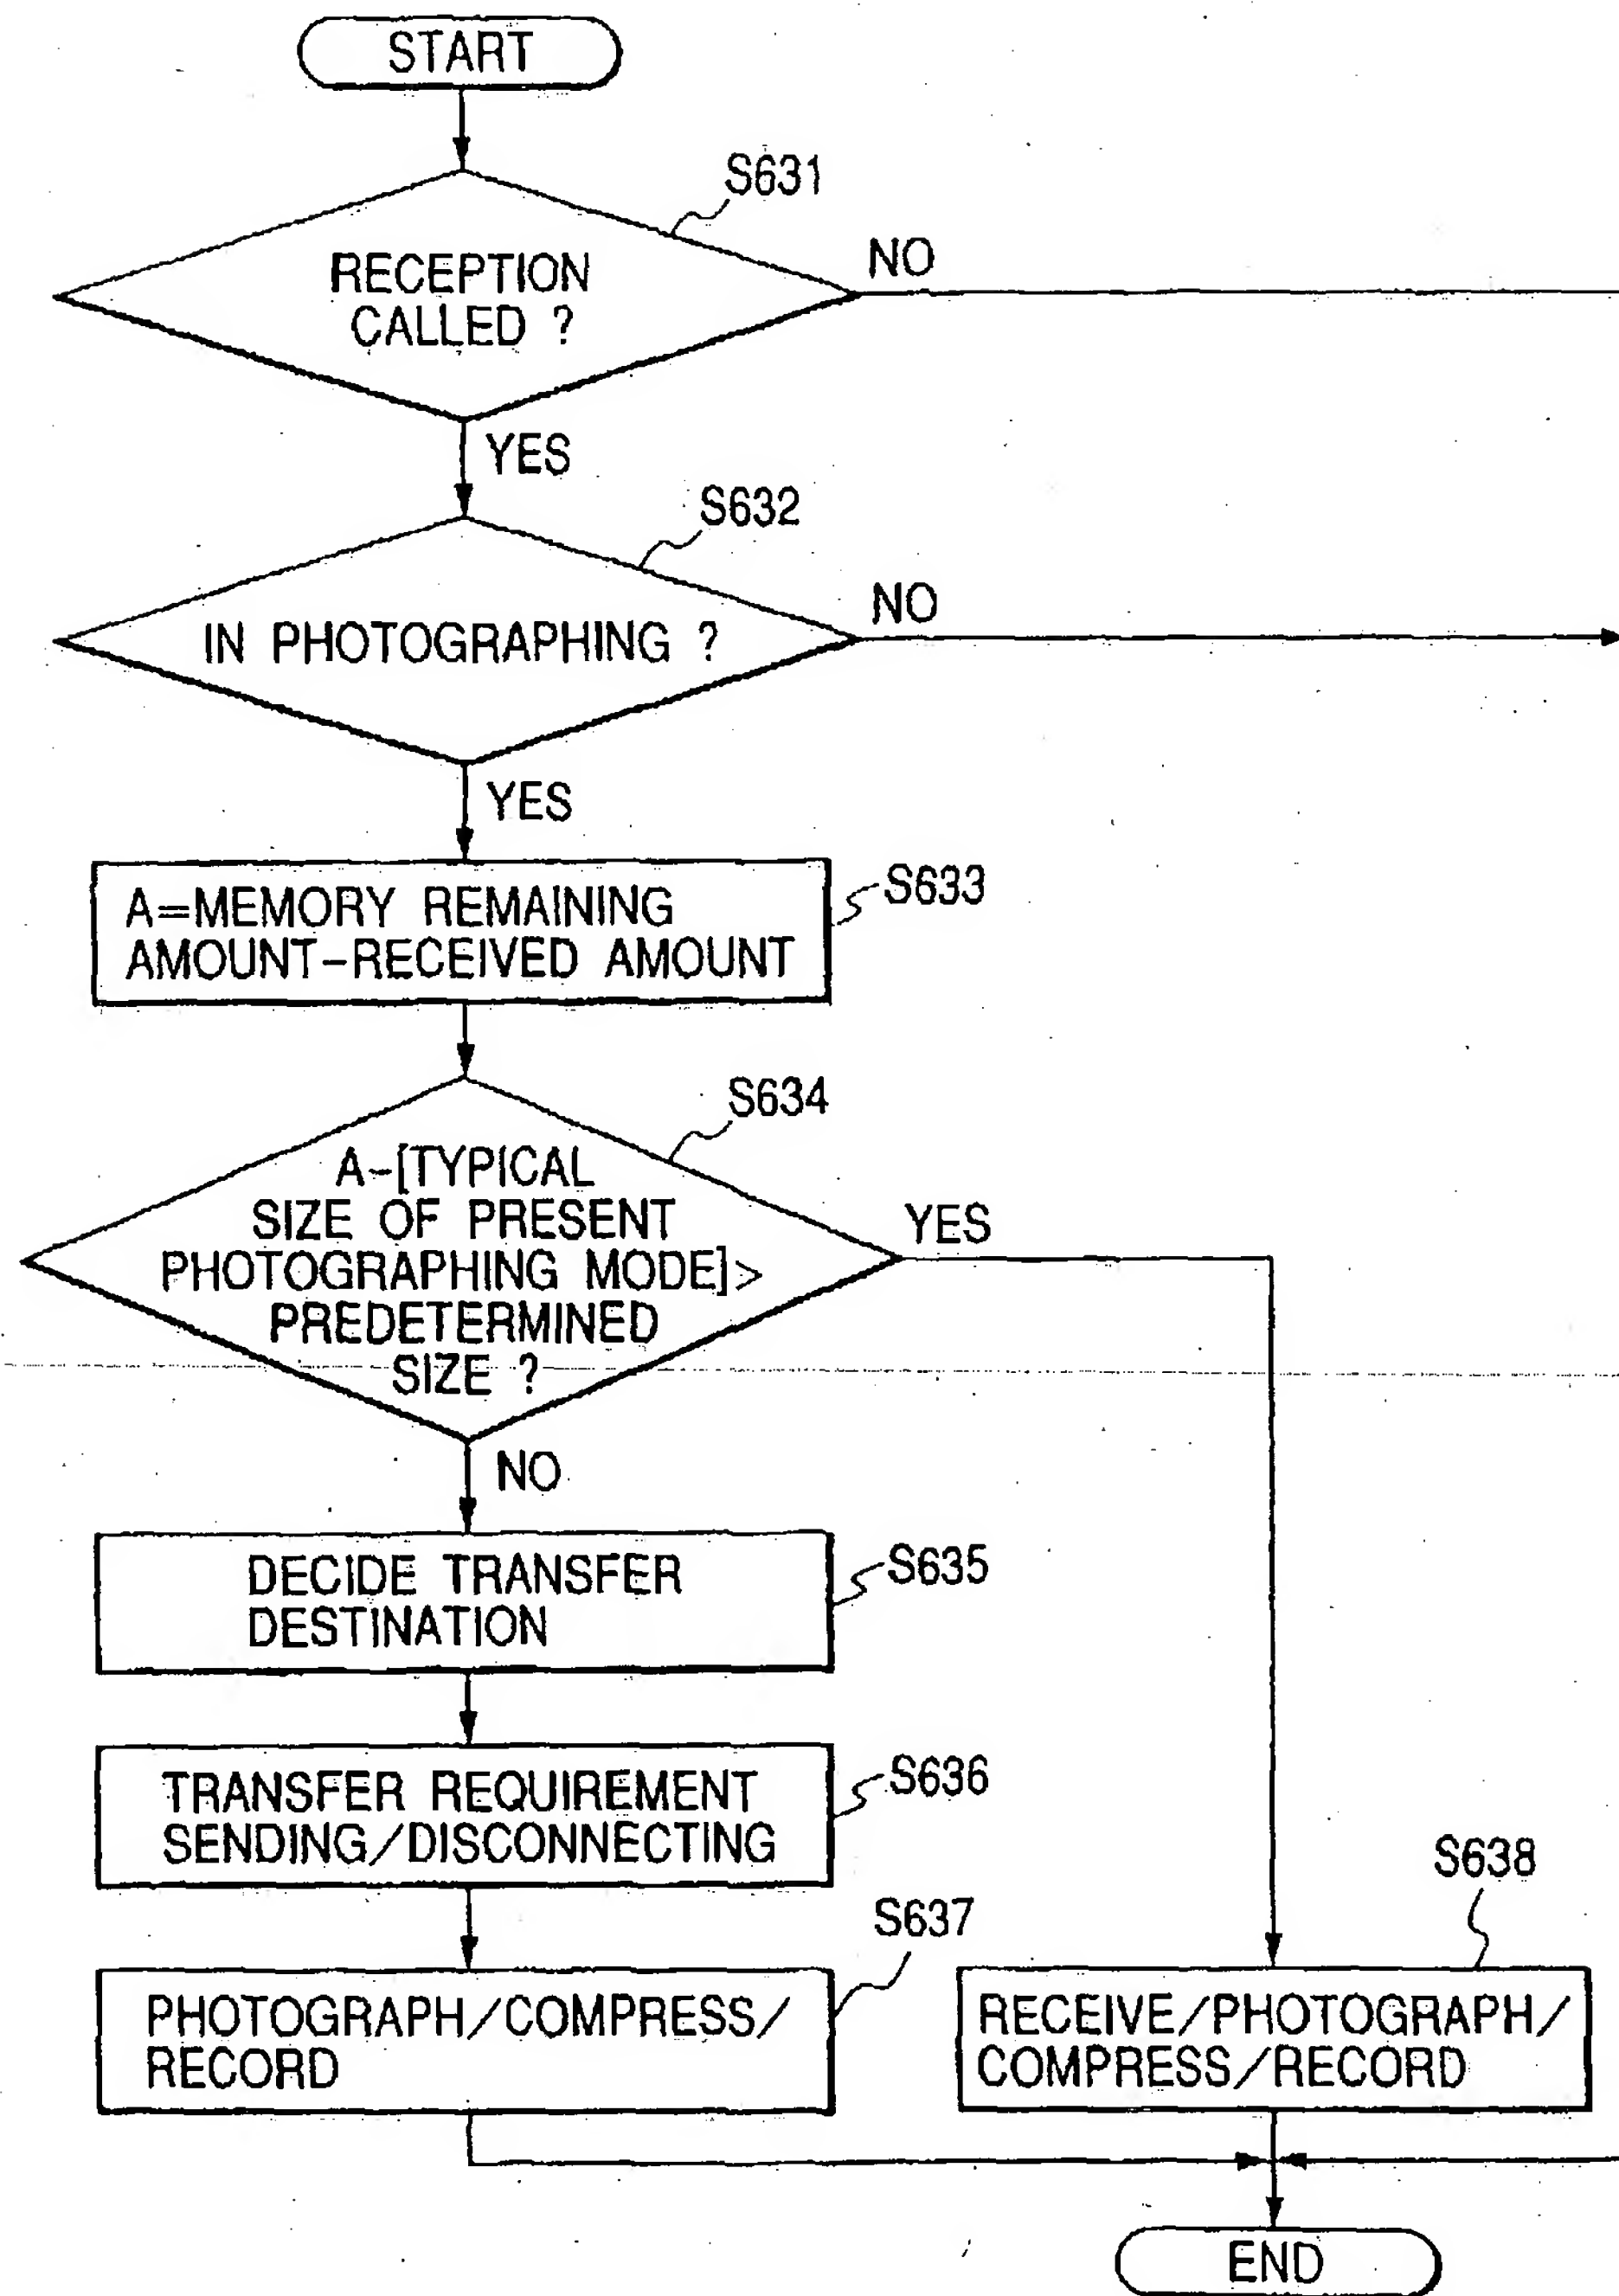 START
S631
RECEPTION
CALLED ?
NO
YES
S632
IN PHOTOGRAPHING ?
NO
YES
S633
A=MEMORY REMAINING
AMOUNT-RECEIVED AMOUNT
S634
A-[TYPICAL
SIZE OF PRESENT
PHOTOGRAPHING MODE]>
PREDETERMINED
SIZE ?
YES
NO
S635
DECIDE TRANSFER
DESTINATION
S636
TRANSFER REQUIREMENT
SENDING/DISCONNECTING
S637
PHOTOGRAPH/COMPRESS/
RECORD
S638
RECEIVE/PHOTOGRAPH/
COMPRESS/RECORD
END